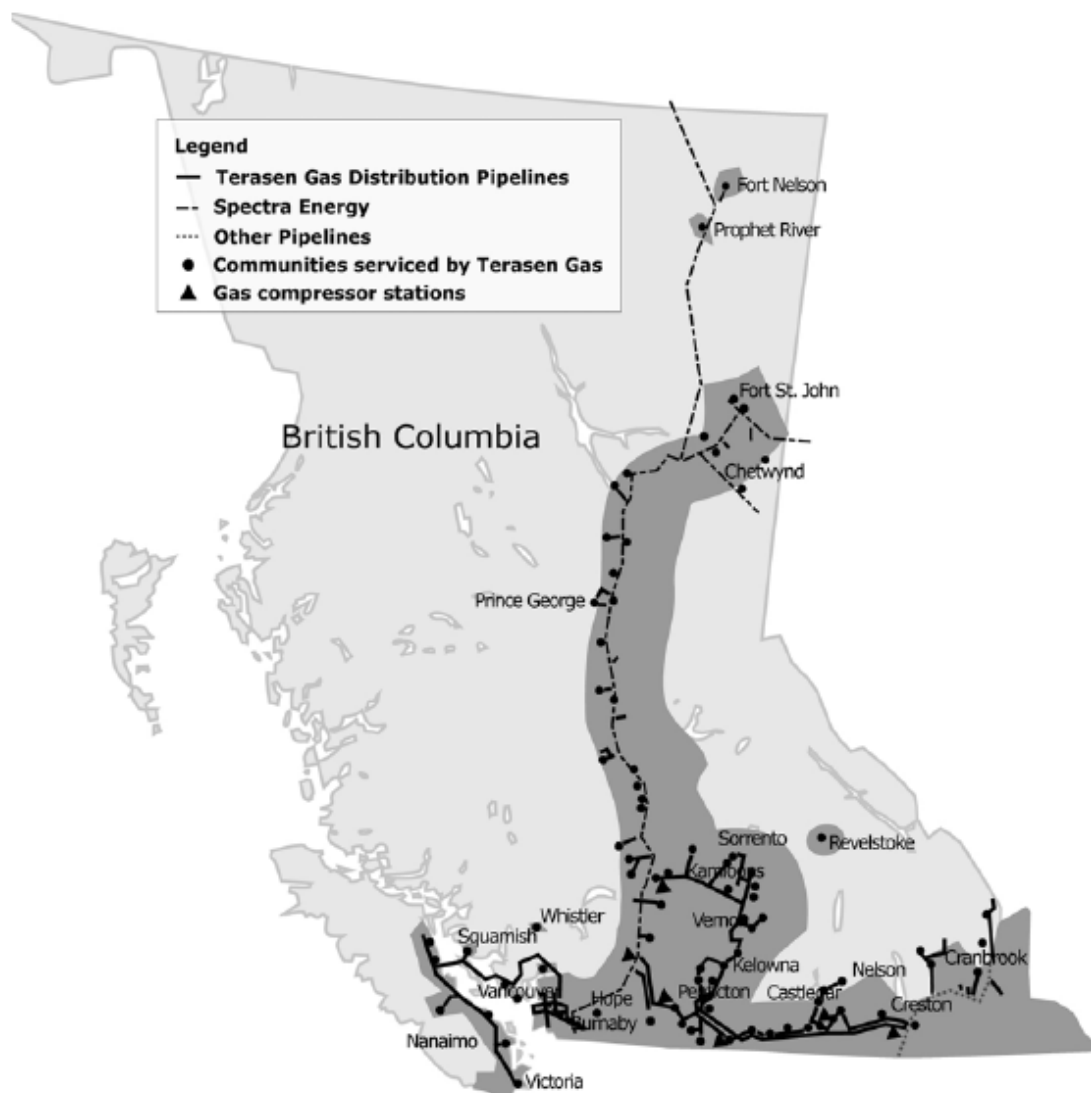 Legend
Terasen Gas Distribution Pipelines
Spectra Energy
Other Pipelines
Communities serviced by Terasen Gas
Gas compressor stations
Fort Nelson
Prophet River
Fort St. John
British Columbia
Chetwynd
Prince George
Sorrento
Revelstoke
Kamloops
Whistler
Vernon
Squamish
Kelowna
Nelson
Cranbrook
Vancouver
Hope
Penticton
Castlegar
Creston
Burnaby
Nanaimo
Victoria